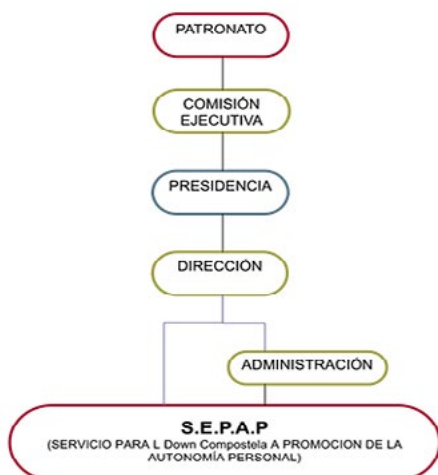 PATRONATO
COMISIÓN
EJECUTIVA
PRESIDENCIA
DIRECCIÓN
ADMINISTRACIÓN
S.E.P.A.P
(SERVICIO PARA L Down Compostela A PROMOCION DE LA
AUTONOMÍA PERSONAL)